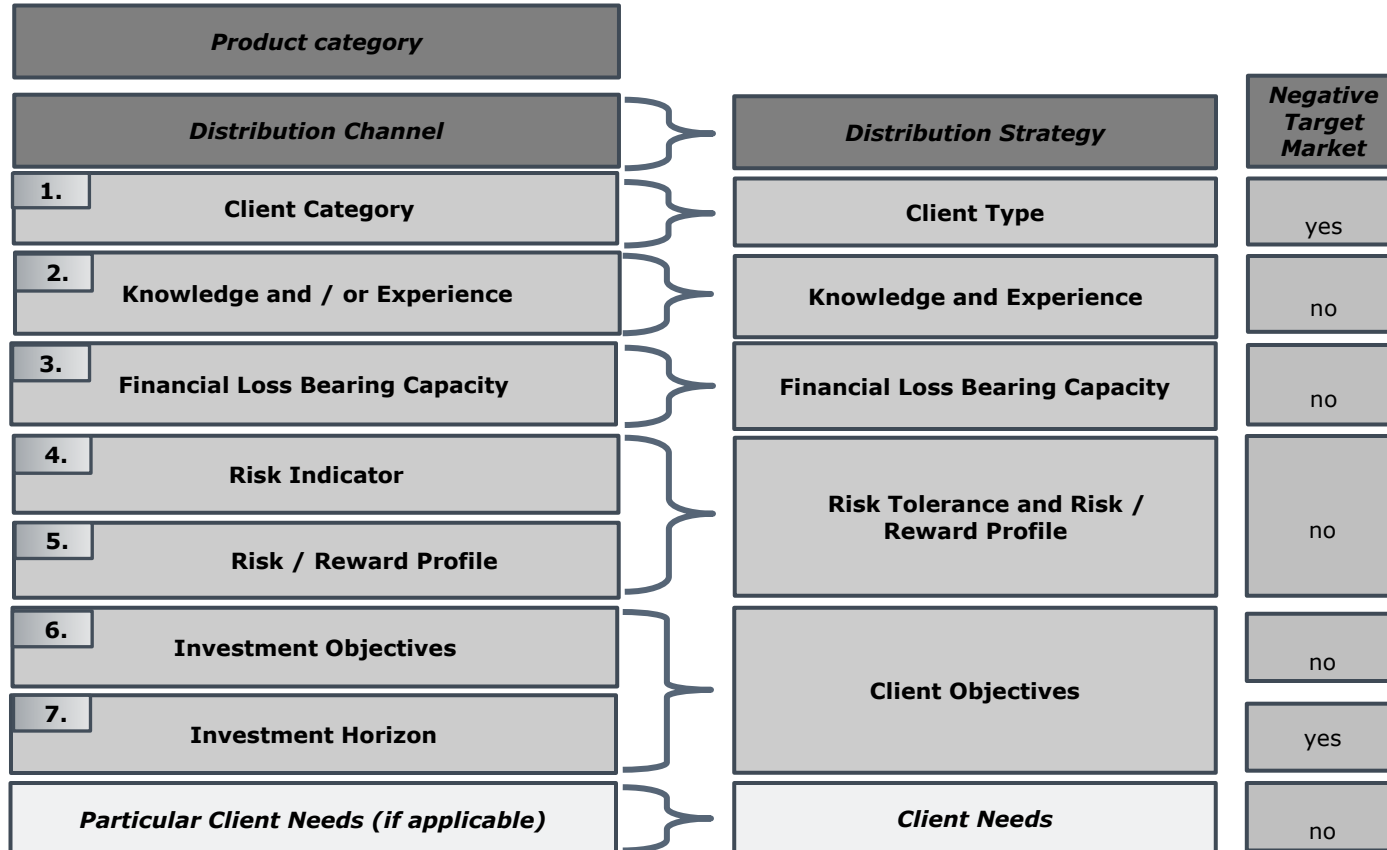 Product category
Distribution Channel
Distribution Strategy
Negative
Target
Market
1.
Client Category
Client Type
yes
2.
Knowledge and / or Experience
Knowledge and Experience
no
3.
Financial Loss Bearing Capacity
Financial Loss Bearing Capacity
no
4.
Risk Indicator
5.
Risk / Reward Profile
Risk Tolerance and Risk /
Reward Profile
no
6.
Investment Objectives
7.
Investment Horizon
Client Objectives
no
yes
Particular Client Needs (if applicable)
Client Needs
no